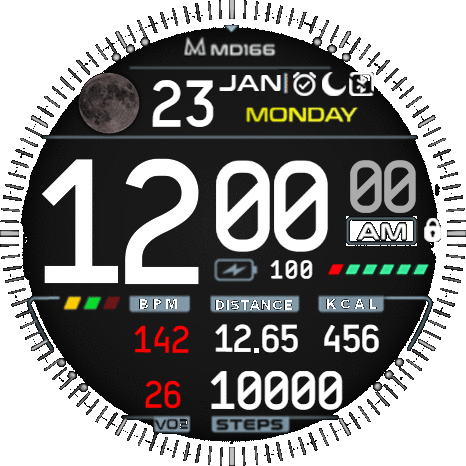 MD166
JAN
23
MONDAY
12 00 00
AM
100
BPM DISTANCE KCAL
142 12.65 456
26 10000
VO2 STEPS